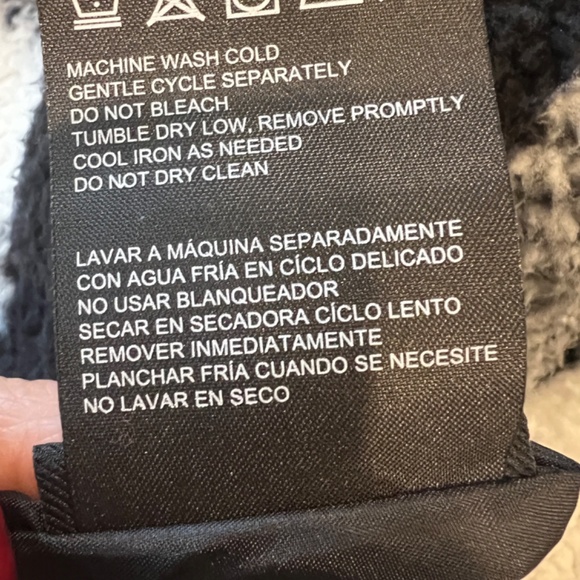 MACHINE WASH COLD
GENTLE CYCLE SEPARATELY
DO NOT BLEACH
TUMBLE DRY LOW, REMOVE PROMPTLY
COOL IRON AS NEEDED
DO NOT DRY CLEAN
LAVAR A MÁQUINA SEPARADAMENTE
CON AGUA FRÍA EN CÍCLO DELICADO
NO USAR BLANQUEADOR
SECAR EN SECADORA CÍCLO LENTO
REMOVER INMEDIATAMENTE
PLANCHAR FRÍA CUANDO SE NECESITE
NO LAVAR EN SECO